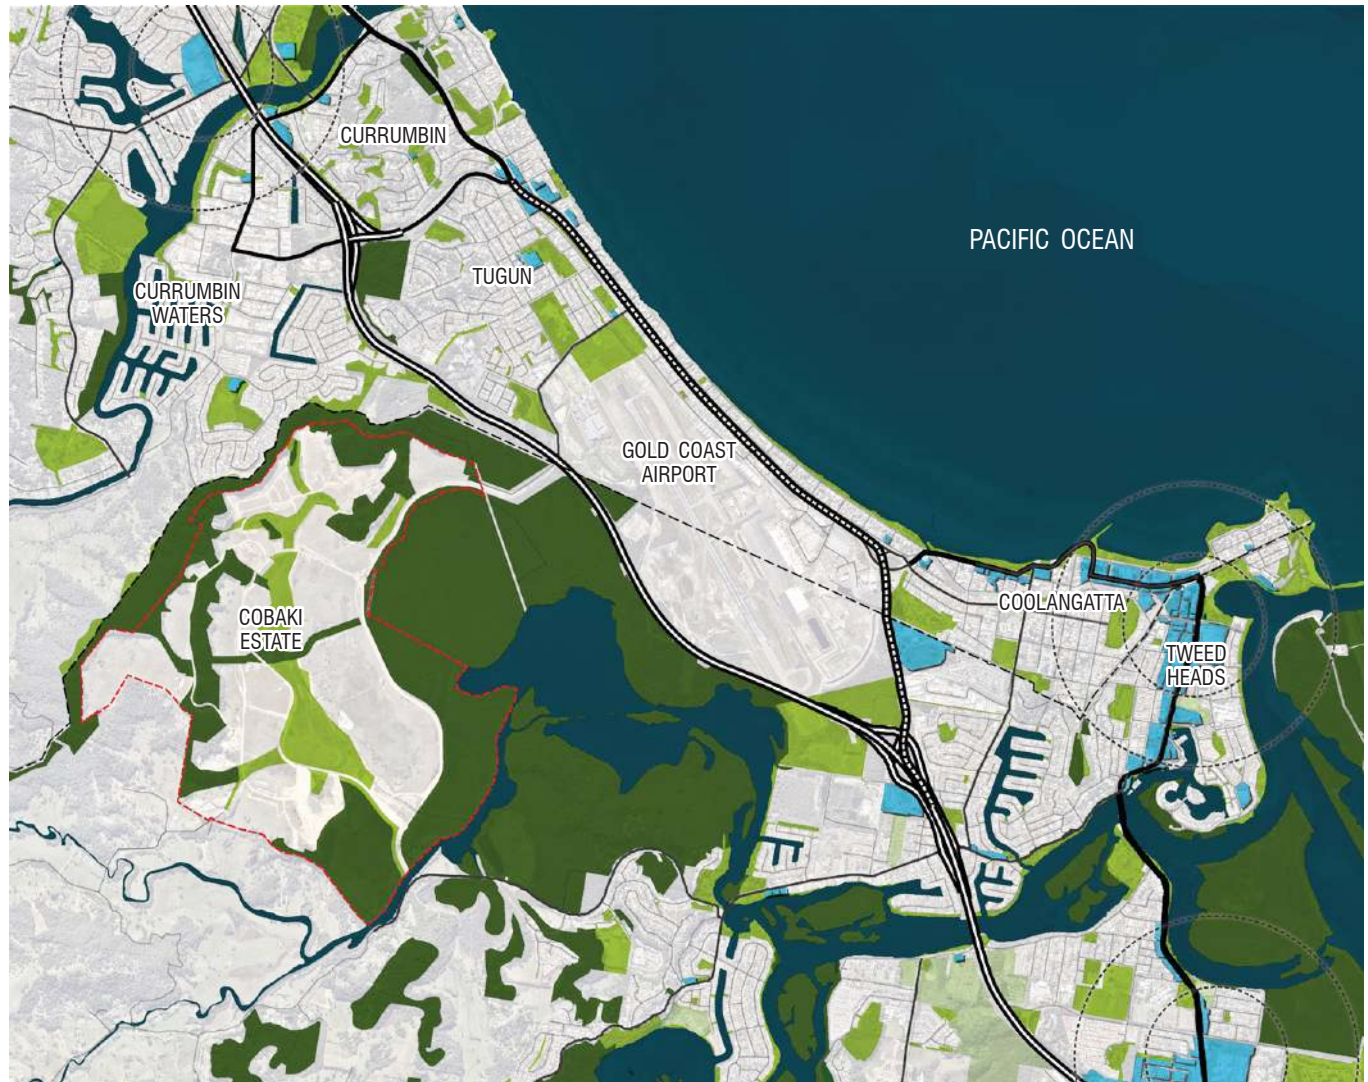 CURRUMBIN
PACIFIC OCEAN
TUGUN
CURRUMBIN
WATERS
GOLD COAST
AIRPORT
COOLANGATTA
COBAKI
ESTATE
TWEED
HEADS